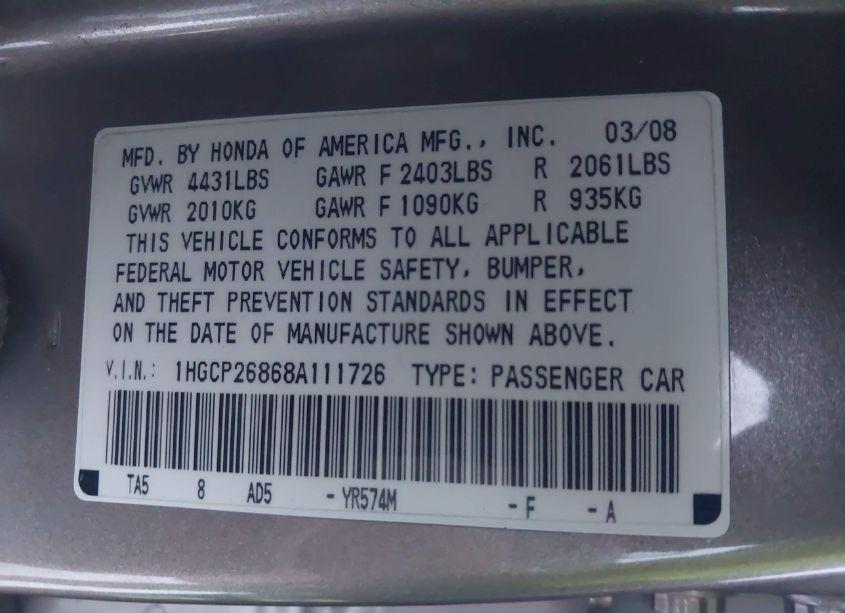 MFD. BY HONDA OF AMERICA MFG., INC. 03/08
GVWR 4431LBS GAWR F 2403LBS R 2061LBS
GVWR 2010KG GAWR F 1090KG R 935KG
THIS VEHICLE CONFORMS TO ALL APPLICABLE
FEDERAL MOTOR VEHICLE SAFETY, BUMPER,
AND THEFT PREVENTION STANDARDS IN EFFECT
ON THE DATE OF MANUFACTURE SHOWN ABOVE.
V.I.N.: 1HGCP26868A111726 TYPE: PASSENGER CAR
TA5 8 AD5 -YR574M -F -A